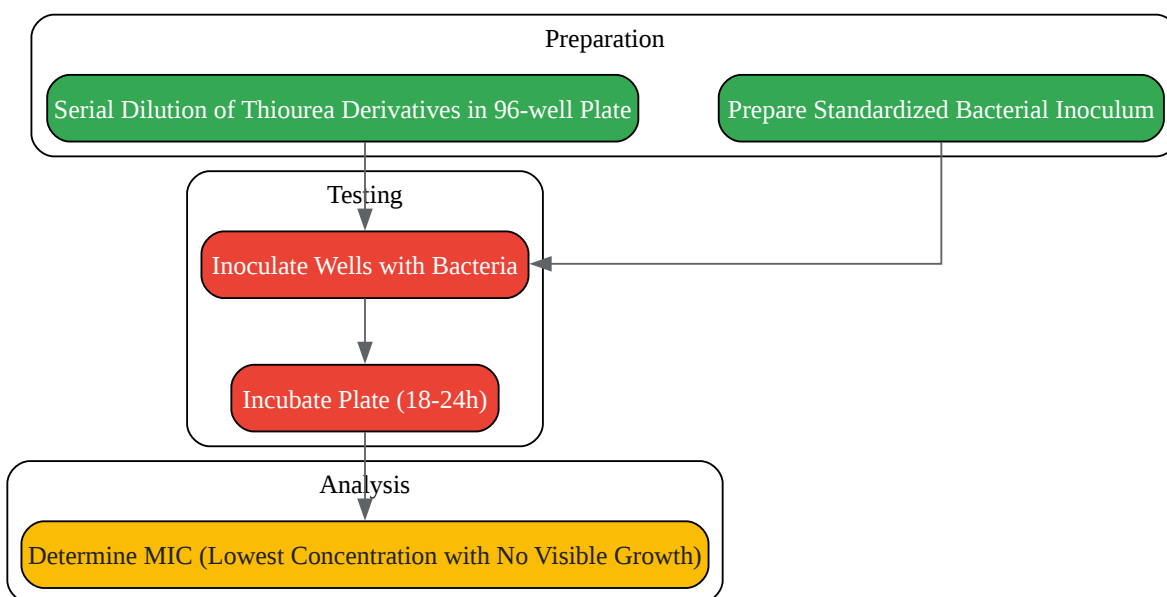 Preparation
Serial Dilution of Thiourea Derivatives in 96-well Plate
Prepare Standardized Bacterial Inoculum
Testing
Inoculate Wells with Bacteria
Incubate Plate (18-24h)
Analysis
Determine MIC (Lowest Concentration with No Visible Growth)